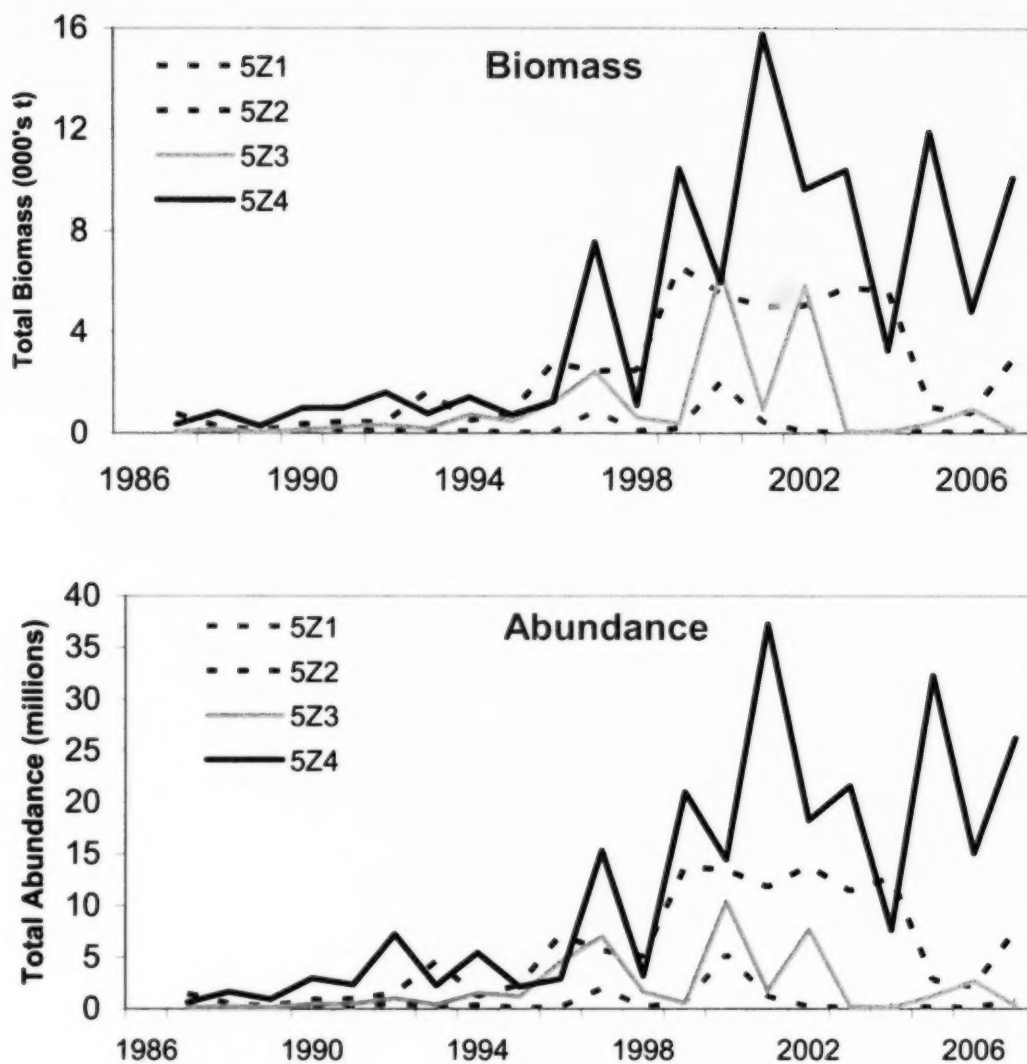 Biomass
Total Biomass (000's t)
16
12
8
4
0
5Z1
5Z2
5Z3
5Z4
1986 1990 1994 1998 2002 2006
Abundance
Total Abundance (millions)
40
35
30
25
20
15
10
5
0
5Z1
5Z2
5Z3
5Z4
1986 1990 1994 1998 2002 2006